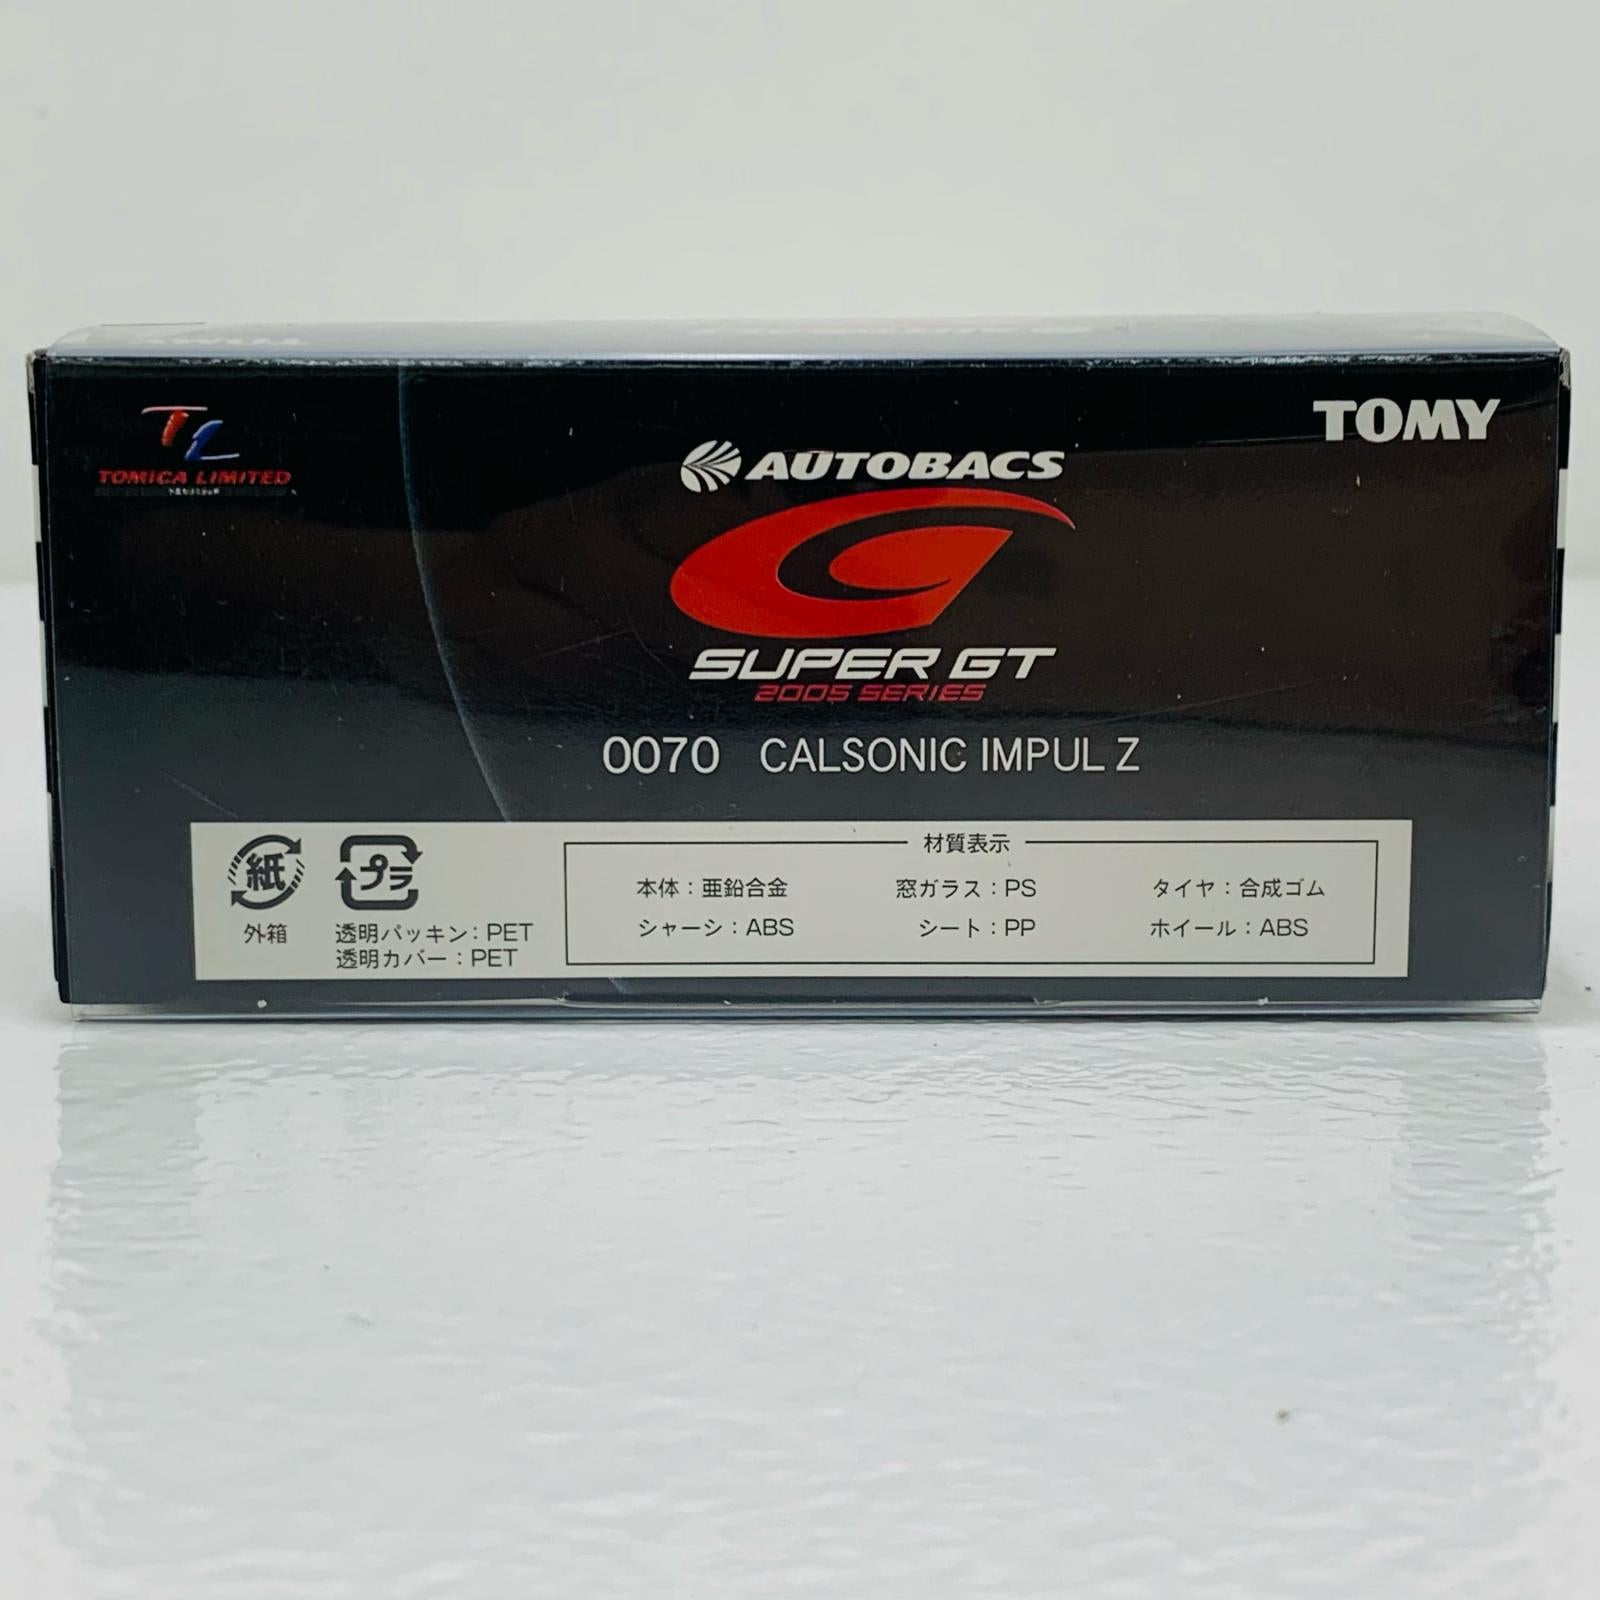 TOMY
TL
TOMICA LIMITED
AUTOBACS
SUPER GT
2005 SERIES
0070 CALSONIC IMPUL Z
紙
外箱
プラ
透明パッキン：PET
透明カバー：PET
材質表示
本体：亜鉛合金 窓ガラス：PS タイヤ：合成ゴム
シャーシ：ABS シート：PP ホイール：ABS